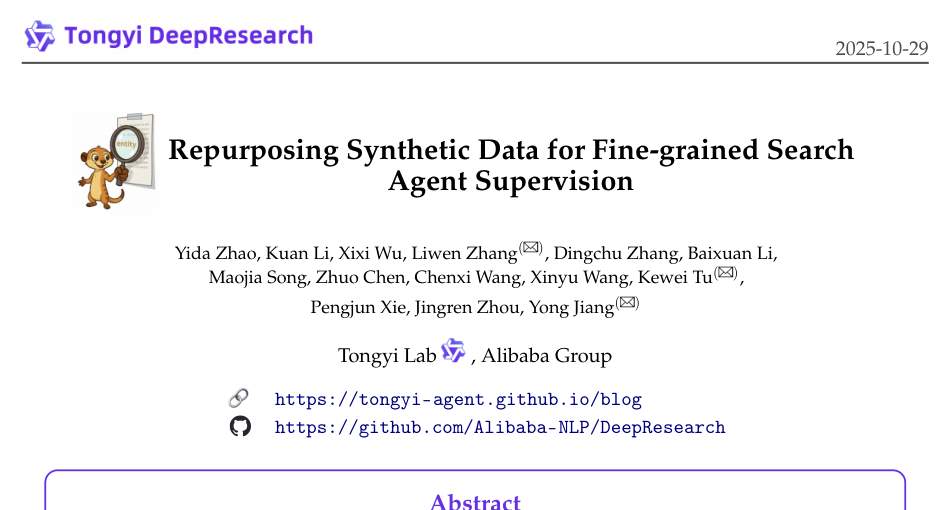 Tongyi DeepResearch
2025-10-29
entity
Repurposing Synthetic Data for Fine-grained Search
Agent Supervision
Yida Zhao, Kuan Li, Xixi Wu, Liwen Zhang(✉), Dingchu Zhang, Baixuan Li,
Maojia Song, Zhuo Chen, Chenxi Wang, Xinyu Wang, Kewei Tu(✉),
Pengjun Xie, Jingren Zhou, Yong Jiang(✉)
Tongyi Lab , Alibaba Group
https://tongyi-agent.github.io/blog
https://github.com/Alibaba-NLP/DeepResearch
Abstract